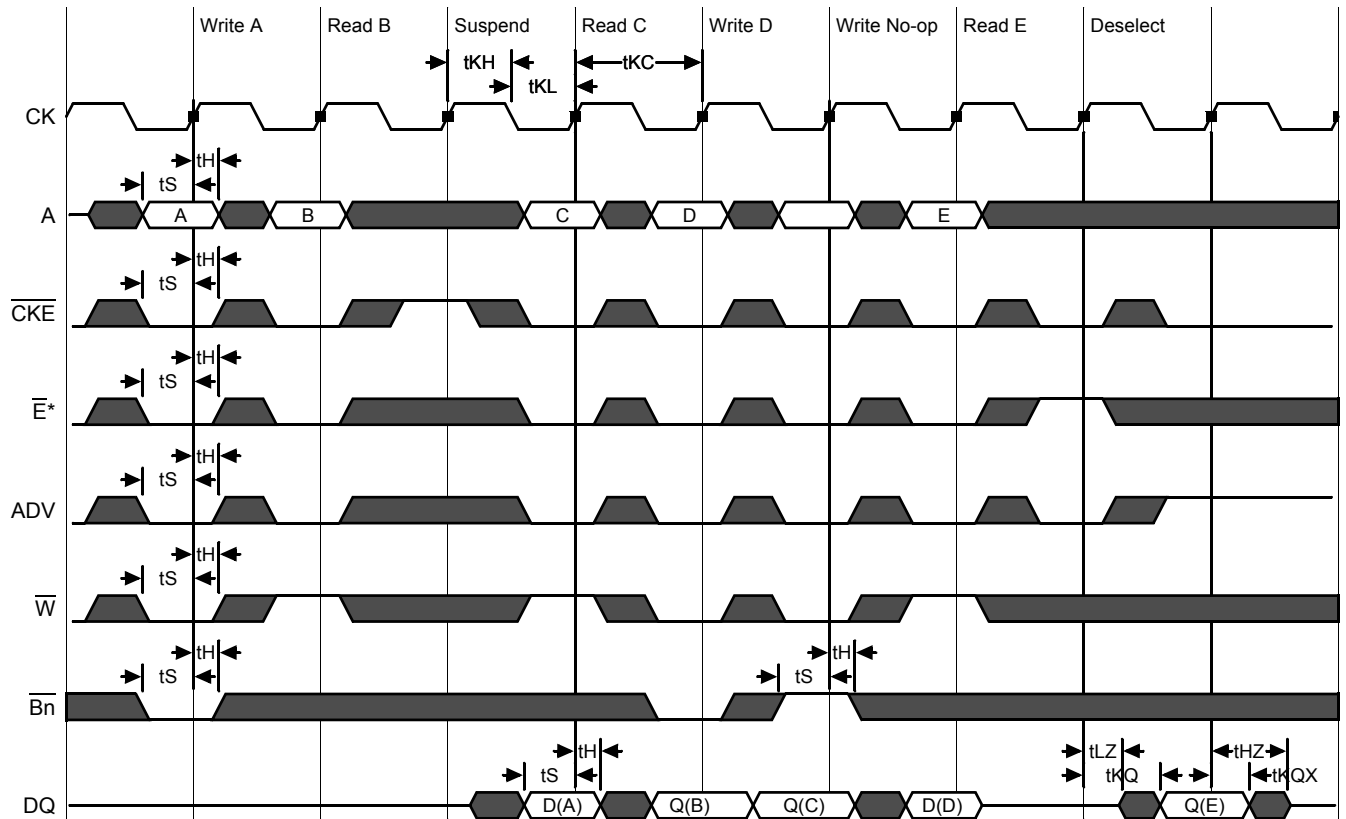 Write A Read B Suspend Read C Write D Write No-op Read E Deselect
tKH tKC
tKL
CK
tH
tS
A A B C D E
tH
tS
CKE
tH
tS
E*
tH
tS
ADV
tH
tS
W
tH tH
tS tS
Bn
tH tLZ tHZ
tS tKQ tKQX
DQ D(A) Q(B) Q(C) D(D) Q(E)